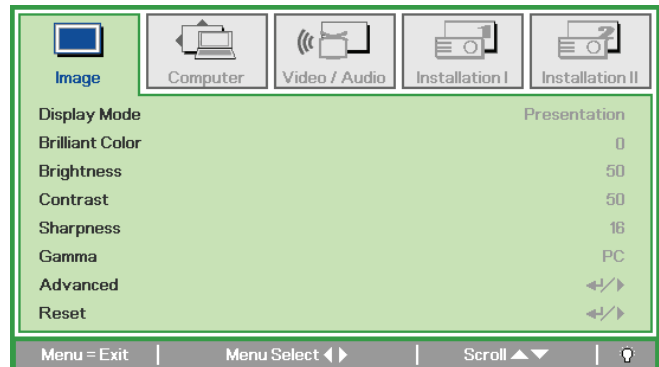 Image Computer Video / Audio Installation I Installation II
Display Mode Presentation
Brilliant Color 0
Brightness 50
Contrast 50
Sharpness 16
Gamma PC
Advanced ↵/▶
Reset ↵/▶
Menu = Exit | Menu Select ◀▶ | Scroll ▲▼ |